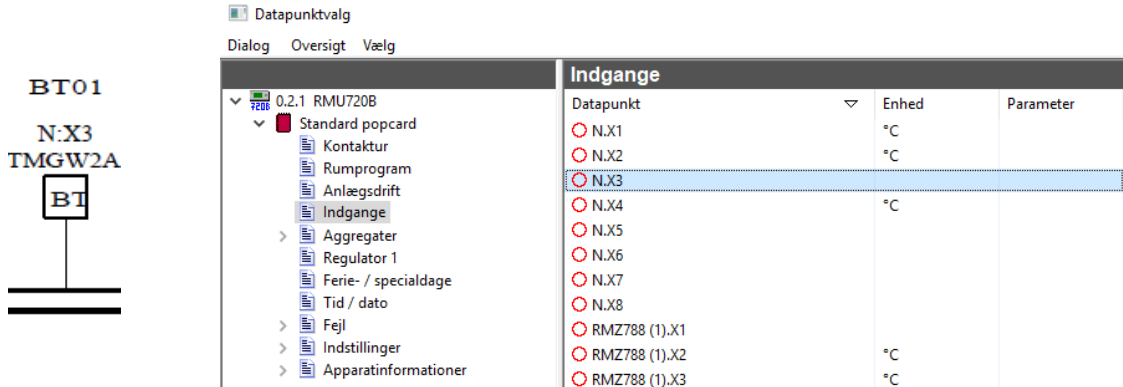 BT01
N:X3
TMGW2A
BT
Datapunktvalg
Dialog Oversigt Vælg
0.2.1 RMU720B
Standard popcard
Kontaktur
Rumprogram
Anlægsdrift
Indgange
Aggregater
Regulator 1
Ferie- / specialdage
Tid / dato
Fejl
Indstillinger
Apparatinformationer
Indgange
Datapunkt Enhed Parameter
N.X1 °C
N.X2 °C
N.X3
N.X4 °C
N.X5
N.X6
N.X7
N.X8
RMZ788 (1).X1
RMZ788 (1).X2 °C
RMZ788 (1).X3 °C